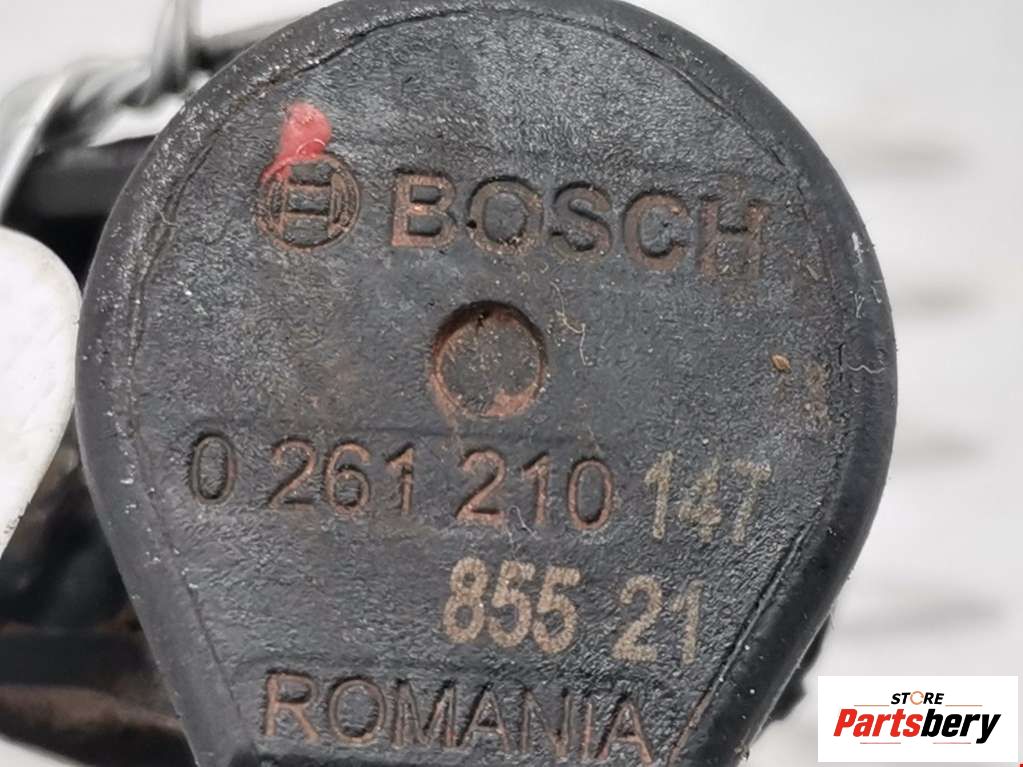 BOSCH
0 261 210 147
855 21
ROMANIA
STORE
Partsbery